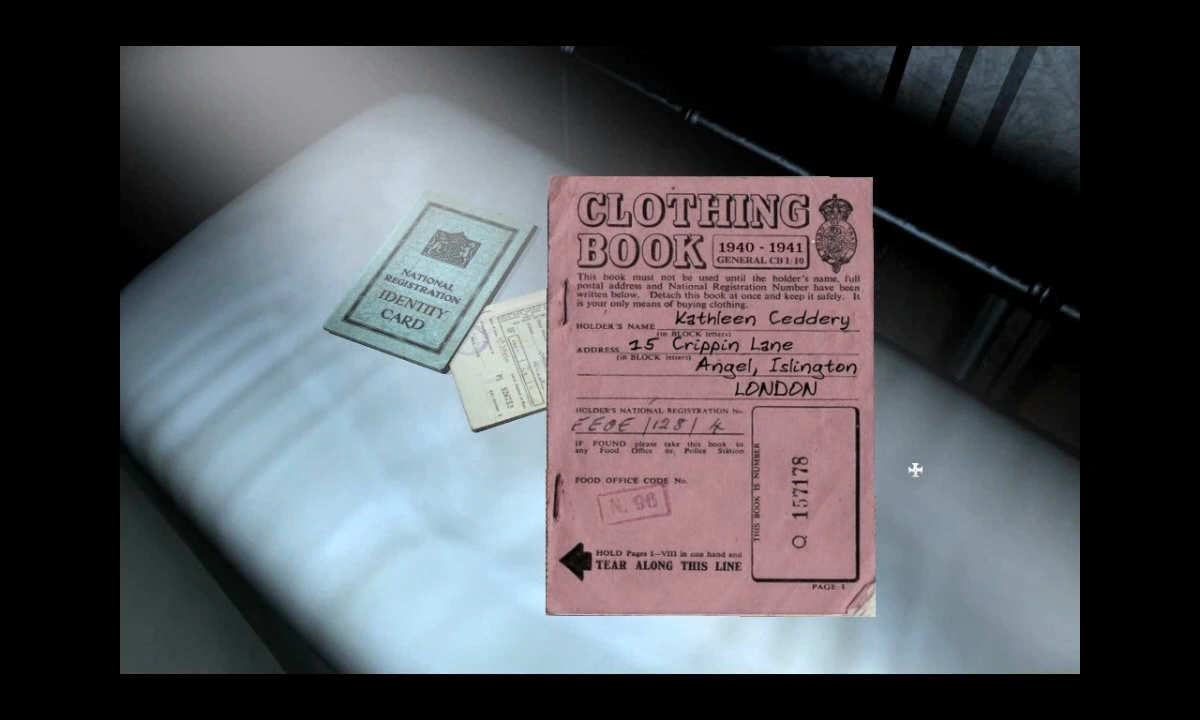 NATIONAL
REGISTRATION
IDENTITY
CARD
CLOTHING
BOOK
1940 - 1941
GENERAL CB 1/10
This book must not be used until the holder's name, full
postal address and National Registration Number have been
written below. Detach this book at once and keep it safely. It
is your only means of buying clothing.
HOLDER'S NAME Kathleen Ceddery
(in BLOCK letters)
ADDRESS 15 Crippin Lane
(in BLOCK letters)
Angel, Islington
LONDON
HOLDER'S NATIONAL REGISTRATION No.
/128/ 4
IF FOUND please take this book to
any Food Office or Police Station
FOOD OFFICE CODE No.
N. 96
THIS BOOK IS NUMBER
Q 157178
HOLD Pages I—VIII in one hand and
TEAR ALONG THIS LINE
PAGE 1